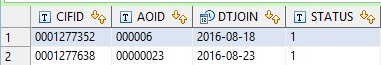 CIFID AOID DTJOIN STATUS
1 0001277352 000006 2016-08-18 1
2 0001277638 00000023 2016-08-23 1